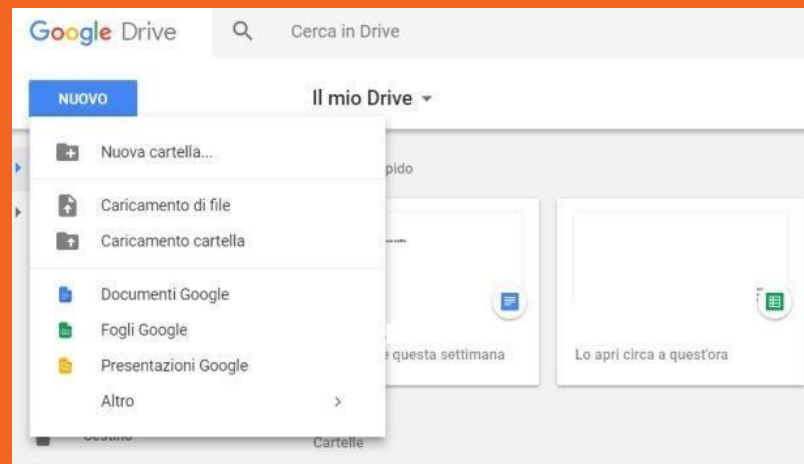 Google Drive
Cerca in Drive
NUOVO
Il mio Drive
Nuova cartella...
Caricamento di file
Caricamento cartella
Documenti Google
Fogli Google
Presentazioni Google
Altro
pido
questa settimana
Lo apri circa a quest'ora
Cartelle